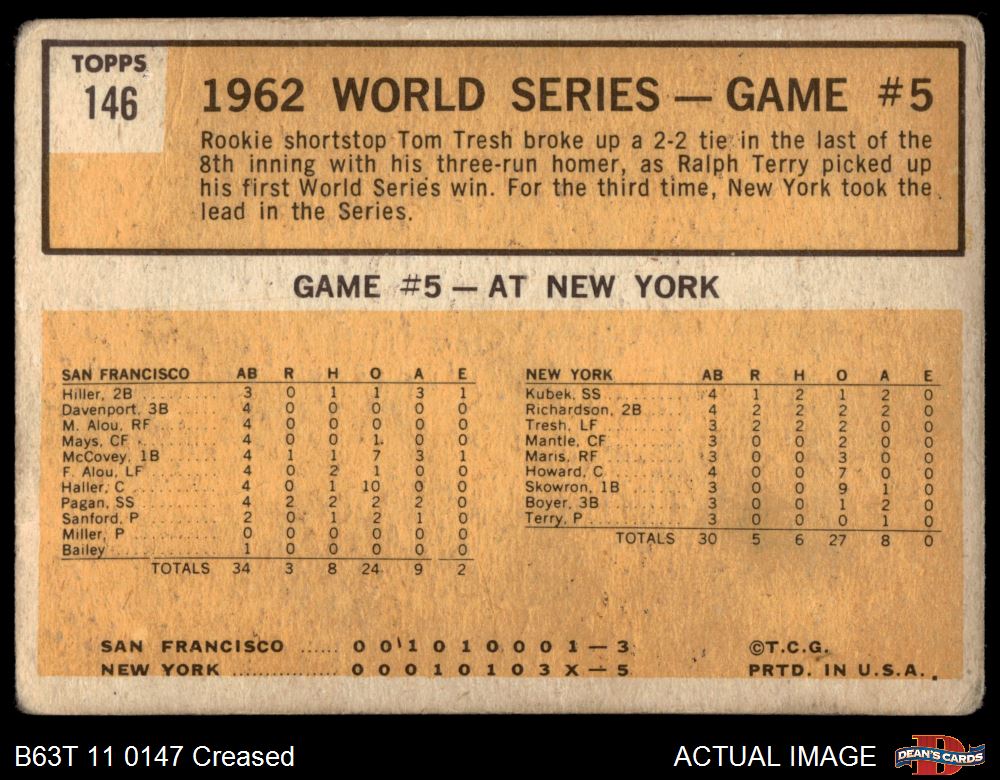 TOPPS
146
1962 WORLD SERIES — GAME #5
Rookie shortstop Tom Tresh broke up a 2-2 tie in the last of the
8th inning with his three-run homer, as Ralph Terry picked up
his first World Series win. For the third time, New York took the
lead in the Series.
GAME #5 — AT NEW YORK
SAN FRANCISCO AB R H O A E
Hiller, 2B 3 0 1 1 3 1
Davenport, 3B 4 0 0 0 0 0
M. Alou, RF 4 0 0 0 0 0
Mays, CF 4 0 0 1 0 0
McCovey, 1B 4 1 1 7 3 1
F. Alou, LF 4 0 2 1 0 0
Haller, C 4 0 1 10 0 0
Pagan, SS 4 2 2 2 2 0
Sanford, P 2 0 1 2 1 0
Miller, P 0 0 0 0 0 0
Bailey 1 0 0 0 0 0
TOTALS 34 3 8 24 9 2
NEW YORK AB R H O A E
Kubek, SS 4 1 2 1 2 0
Richardson, 2B 4 2 2 2 2 0
Tresh, LF 3 2 2 2 0 0
Mantle, CF 3 0 0 2 0 0
Maris, RF 3 0 0 3 0 0
Howard, C 4 0 0 7 0 0
Skowron, 1B 3 0 0 9 1 0
Boyer, 3B 3 0 0 1 2 0
Terry, P 3 0 0 0 1 0
TOTALS 30 5 6 27 8 0
SAN FRANCISCO ...... 0 0 1 0 1 0 0 0 1 — 3
NEW YORK ................ 0 0 0 1 0 1 0 3 X — 5
©T.C.G.
PRTD. IN U.S.A.
B63T 11 0147 Creased
ACTUAL IMAGE
DEAN'S CARDS